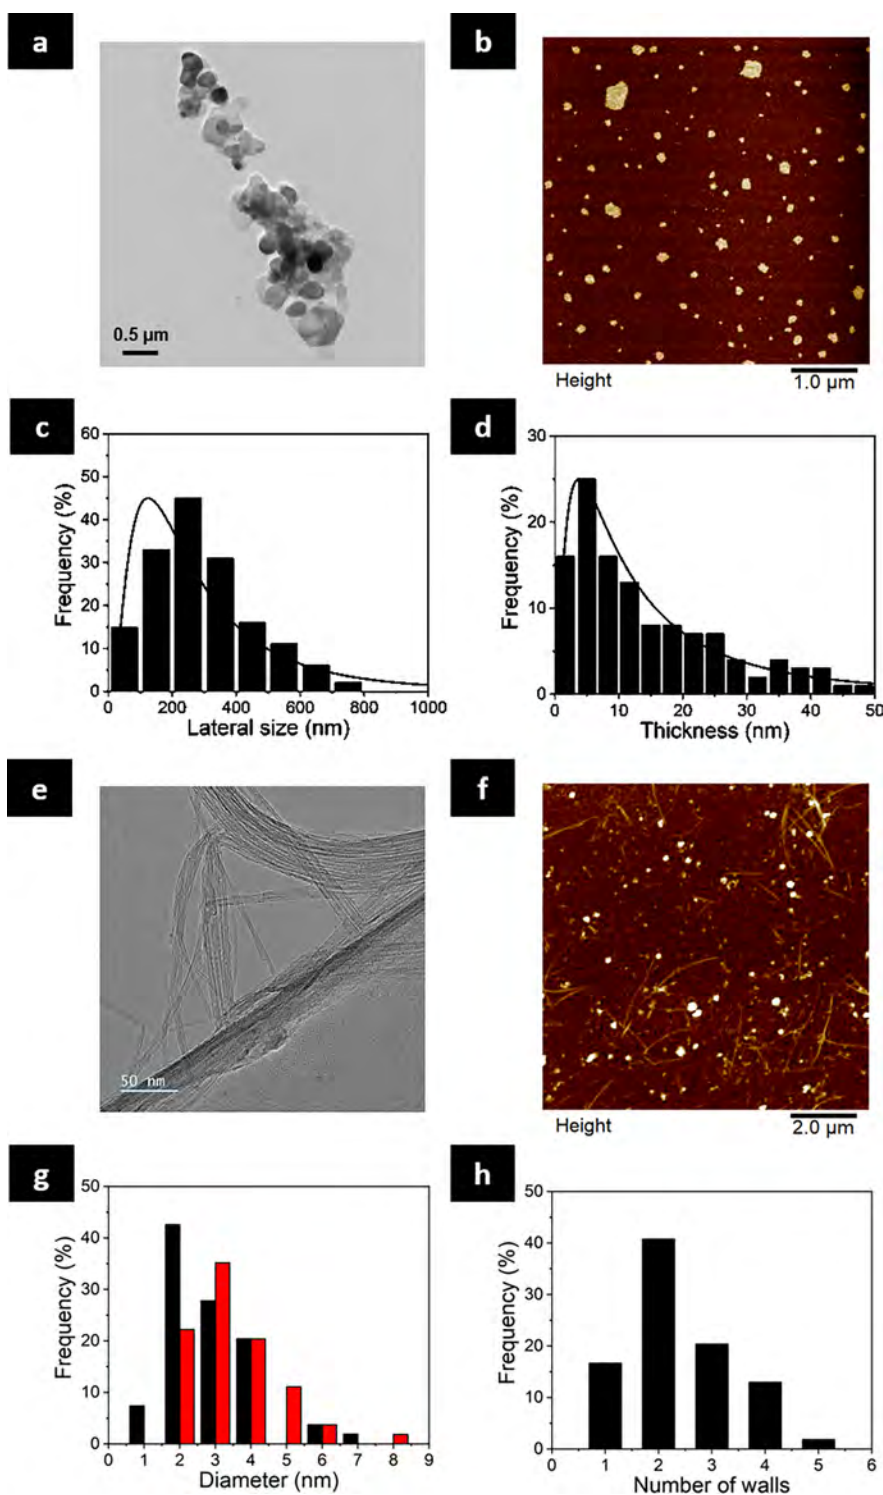 a
b
0.5 µm
Height
1.0 µm
c
d
60
50
40
30
20
10
0
Frequency (%)
0
200
400
600
800
1000
Lateral size (nm)
30
25
20
15
10
5
0
Frequency (%)
0
10
20
30
40
50
Thickness (nm)
e
f
50 nm
Height
2.0 µm
g
h
50
40
30
20
10
0
Frequency (%)
0
1
2
3
4
5
6
7
8
9
Diameter (nm)
50
40
30
20
10
0
Frequency (%)
0
1
2
3
4
5
6
Number of walls